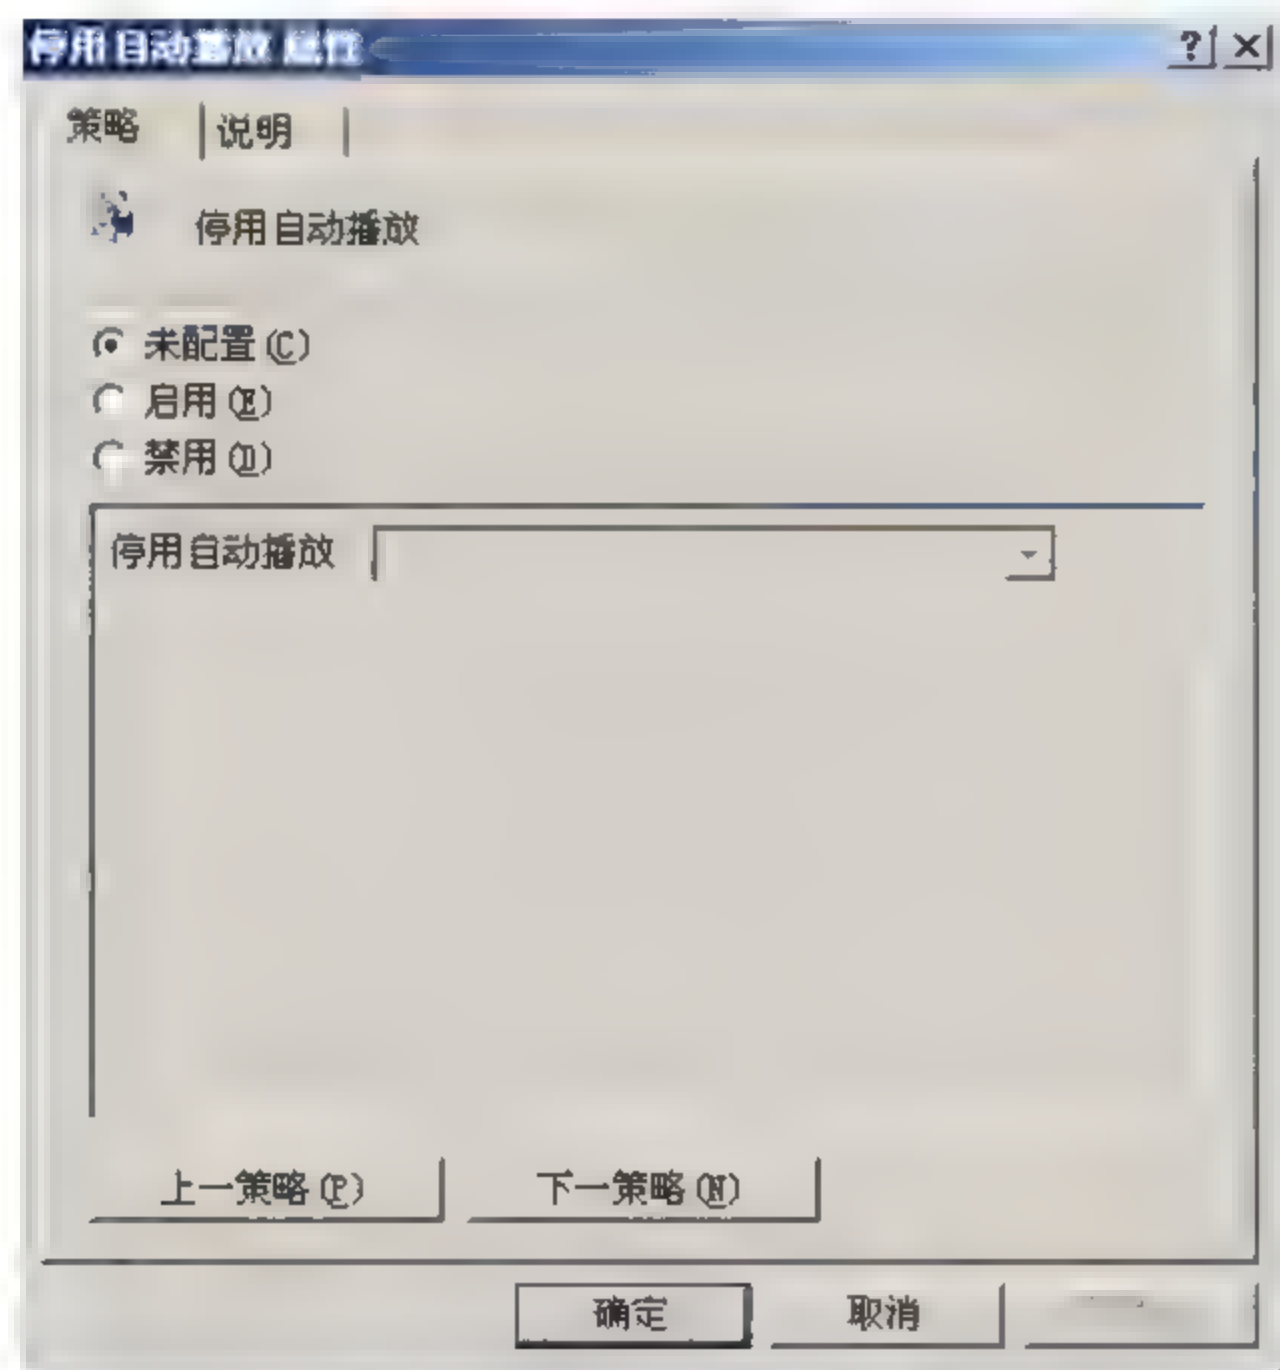 停用自动播放 属性
策略 说明
停用自动播放
未配置(C)
启用(E)
禁用(D)
停用自动播放
上一策略(P) 下一策略(N)
确定 取消